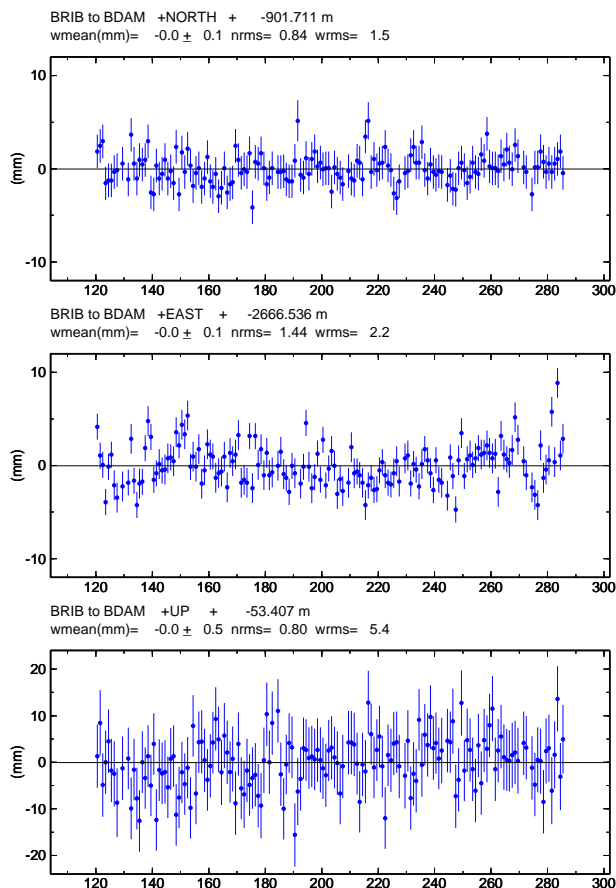 BRIB to BDAM +NORTH + -901.711 m
wmean(mm)= -0.0 ± 0.1 nrms= 0.84 wrms= 1.5
10
0
-10
(mm)
120 140 160 180 200 220 240 260 280 300
BRIB to BDAM +EAST + -2666.536 m
wmean(mm)= -0.0 ± 0.1 nrms= 1.44 wrms= 2.2
10
0
-10
(mm)
120 140 160 180 200 220 240 260 280 300
BRIB to BDAM +UP + -53.407 m
wmean(mm)= -0.0 ± 0.5 nrms= 0.80 wrms= 5.4
20
10
0
-10
-20
(mm)
120 140 160 180 200 220 240 260 280 300